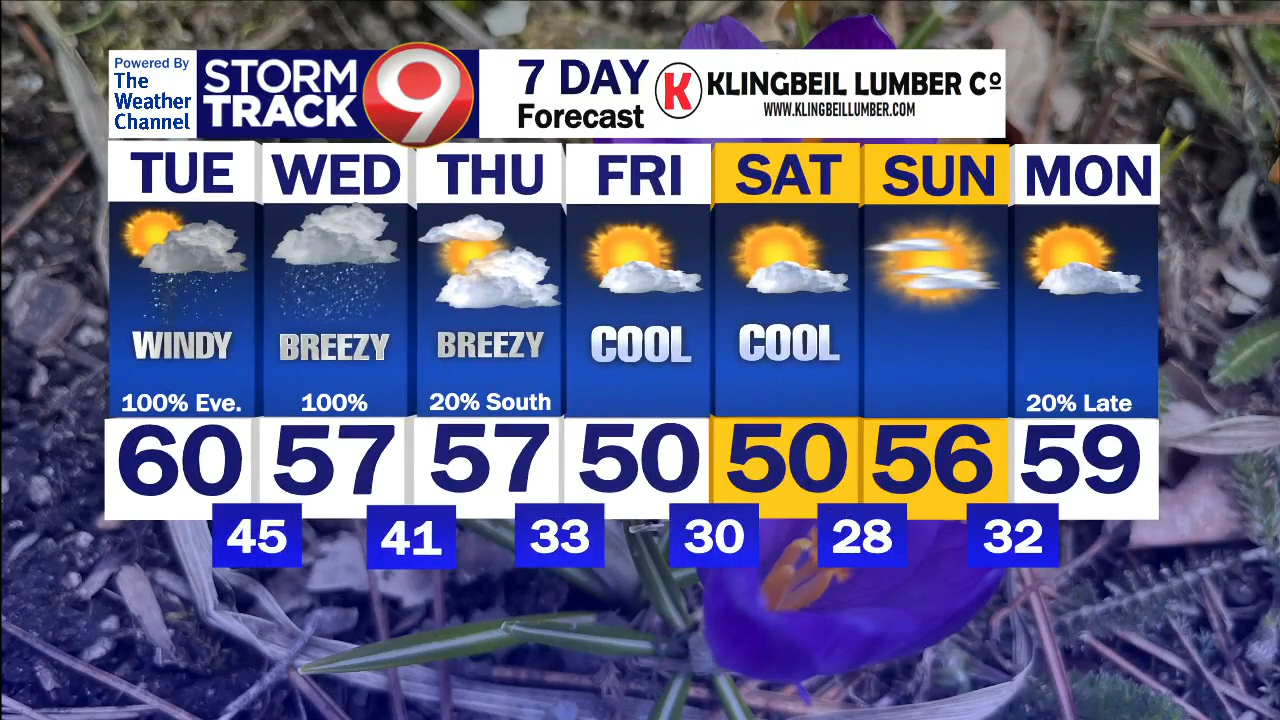 Powered By
The
Weather
Channel
STORM
TRACK
9
7 DAY
Forecast
K
KLINGBEIL LUMBER Cº
WWW.KLINGBEILLUMBER.COM
TUE WED THU FRI SAT SUN MON
WINDY BREEZY BREEZY COOL COOL
100% Eve. 100% 20% South 20% Late
60 57 57 50 50 56 59
45 41 33 30 28 32